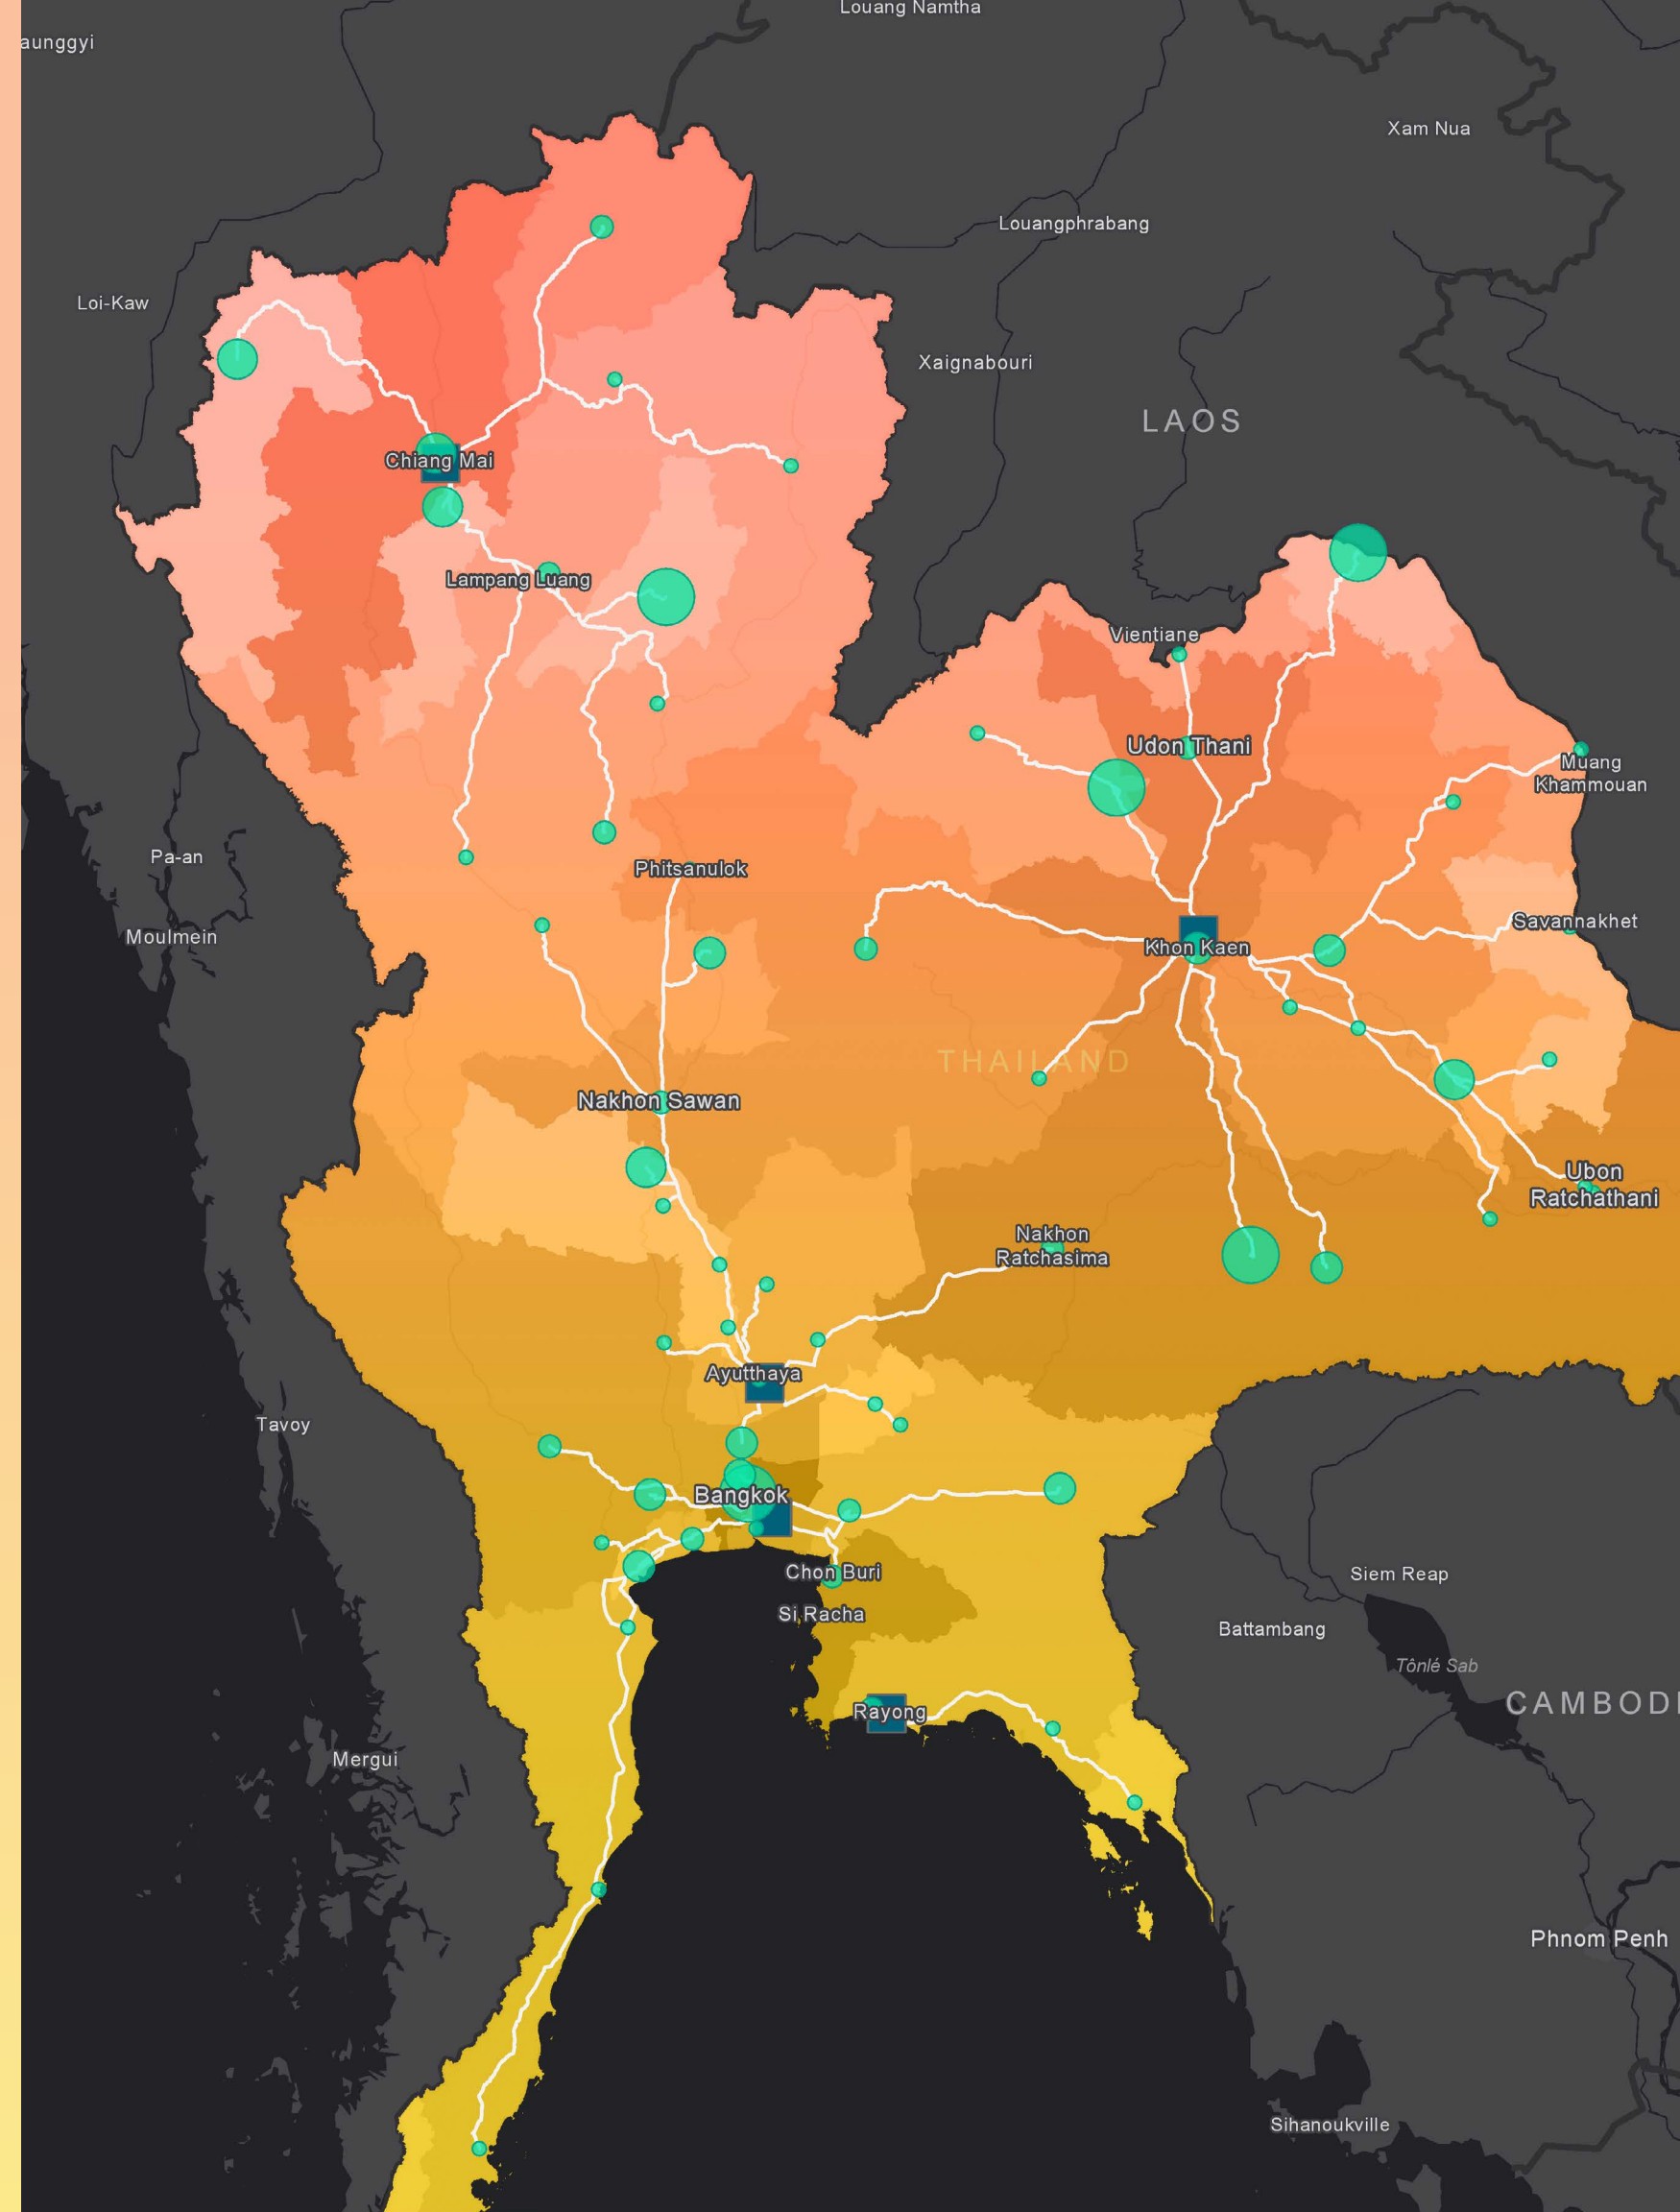 Louang Namtha
aunggyi
Xam Nua
Louangphrabang
Loi-Kaw
Xaignabouri
LAOS
Chiang Mai
Lampang Luang
Vientiane
Udon Thani
Muang
Khammouan
Pa-an
Phitsanulok
Savannakhet
Moulmein
Khon Kaen
THAILAND
Nakhon Sawan
Ubon
Ratchathani
Nakhon
Ratchasima
Ayutthaya
Tavoy
Bangkok
Chon Buri
Siem Reap
Si Racha
Battambang
Tônlé Sab
CAMBODI
Rayong
Mergui
Phnom Penh
Sihanoukville